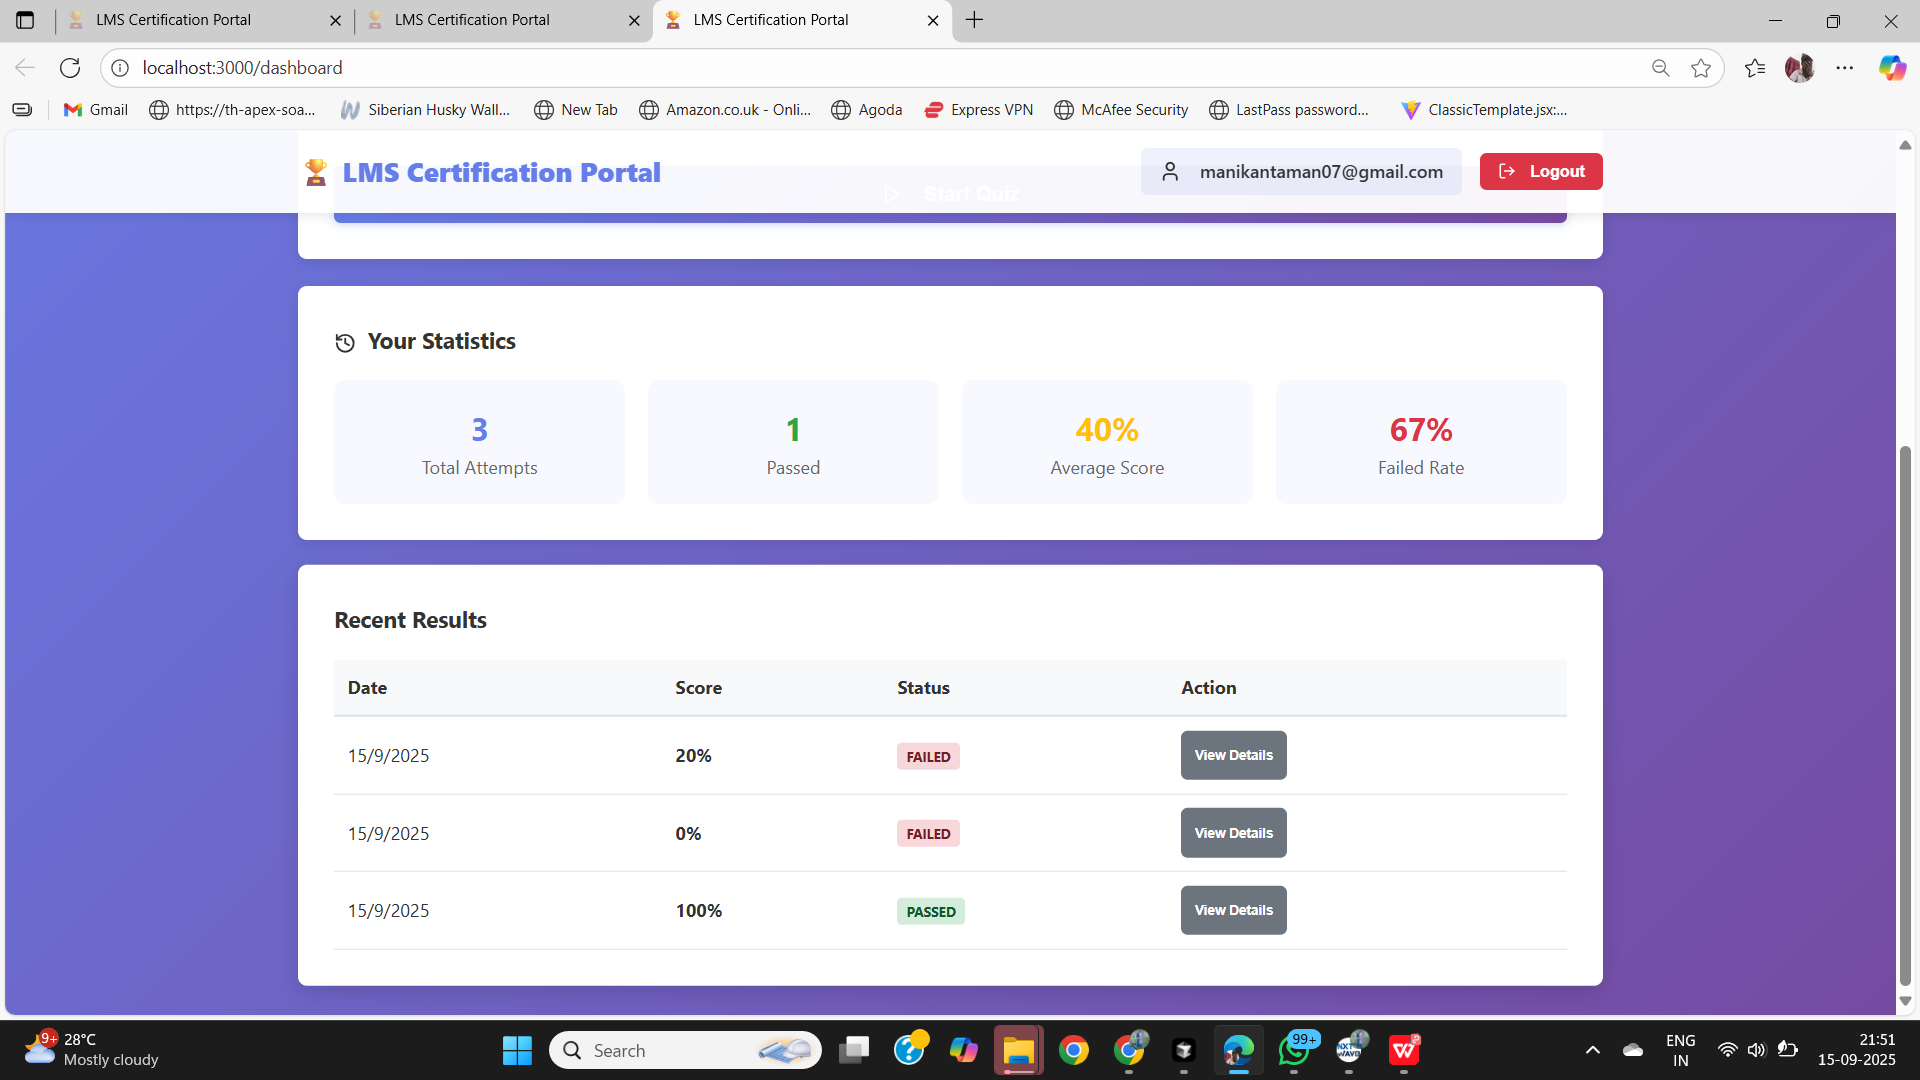 LMS Certification Portal
LMS Certification Portal
LMS Certification Portal
localhost:3000/dashboard
Gmail
https://th-apex-soa...
Siberian Husky Wall...
New Tab
Amazon.co.uk - Onli...
Agoda
Express VPN
McAfee Security
LastPass password...
ClassicTemplate.jsx:...
LMS Certification Portal
manikantaman07@gmail.com
Logout
Start Quiz
Your Statistics
3
Total Attempts
1
Passed
40%
Average Score
67%
Failed Rate
Recent Results
Date Score Status Action
15/9/2025 20% FAILED View Details
15/9/2025 0% FAILED View Details
15/9/2025 100% PASSED View Details
9+
28°C
Mostly cloudy
Search
99+
NXT
WAVE
ENG
IN
21:51
15-09-2025